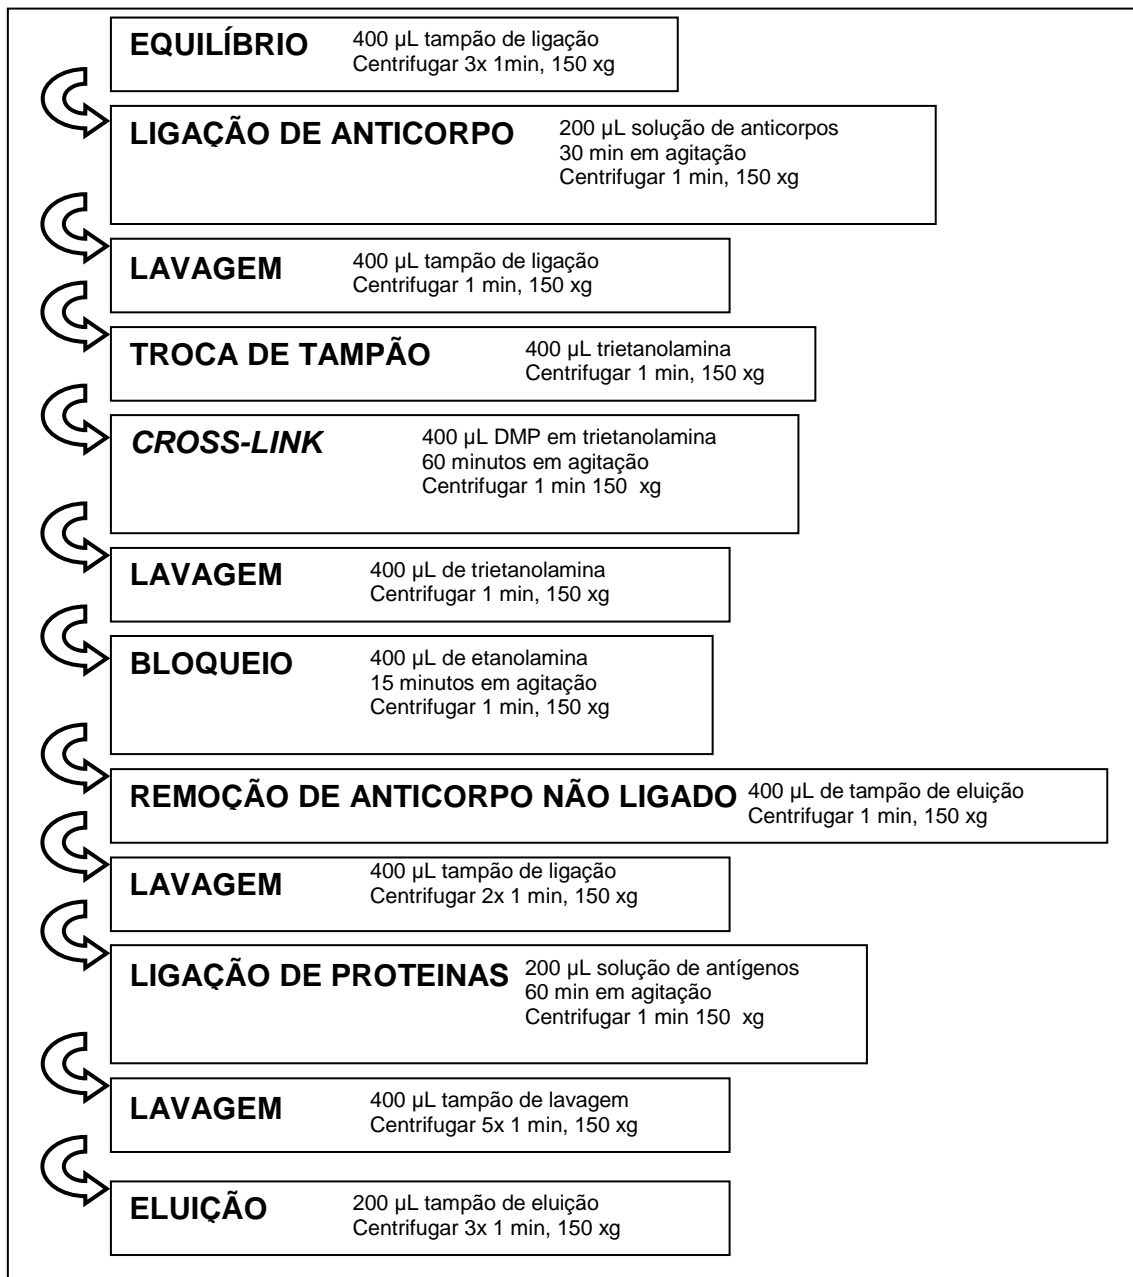 EQUILÍBRIO
400 µL tampão de ligação
Centrifugar 3x 1min, 150 xg
LIGAÇÃO DE ANTICORPO
200 µL solução de anticorpos
30 min em agitação
Centrifugar 1 min, 150 xg
LAVAGEM
400 µL tampão de ligação
Centrifugar 1 min, 150 xg
TROCA DE TAMPÃO
400 µL trietanolamina
Centrifugar 1 min, 150 xg
CROSS-LINK
400 µL DMP em trietanolamina
60 minutos em agitação
Centrifugar 1 min 150 xg
LAVAGEM
400 µL de trietanolamina
Centrifugar 1 min, 150 xg
BLOQUEIO
400 µL de etanolamina
15 minutos em agitação
Centrifugar 1 min, 150 xg
REMOÇÃO DE ANTICORPO NÃO LIGADO
400 µL de tampão de eluição
Centrifugar 1 min, 150 xg
LAVAGEM
400 µL tampão de ligação
Centrifugar 2x 1 min, 150 xg
LIGAÇÃO DE PROTEINAS
200 µL solução de antígenos
60 min em agitação
Centrifugar 1 min 150 xg
LAVAGEM
400 µL tampão de lavagem
Centrifugar 5x 1 min, 150 xg
ELUIÇÃO
200 µL tampão de eluição
Centrifugar 3x 1 min, 150 xg